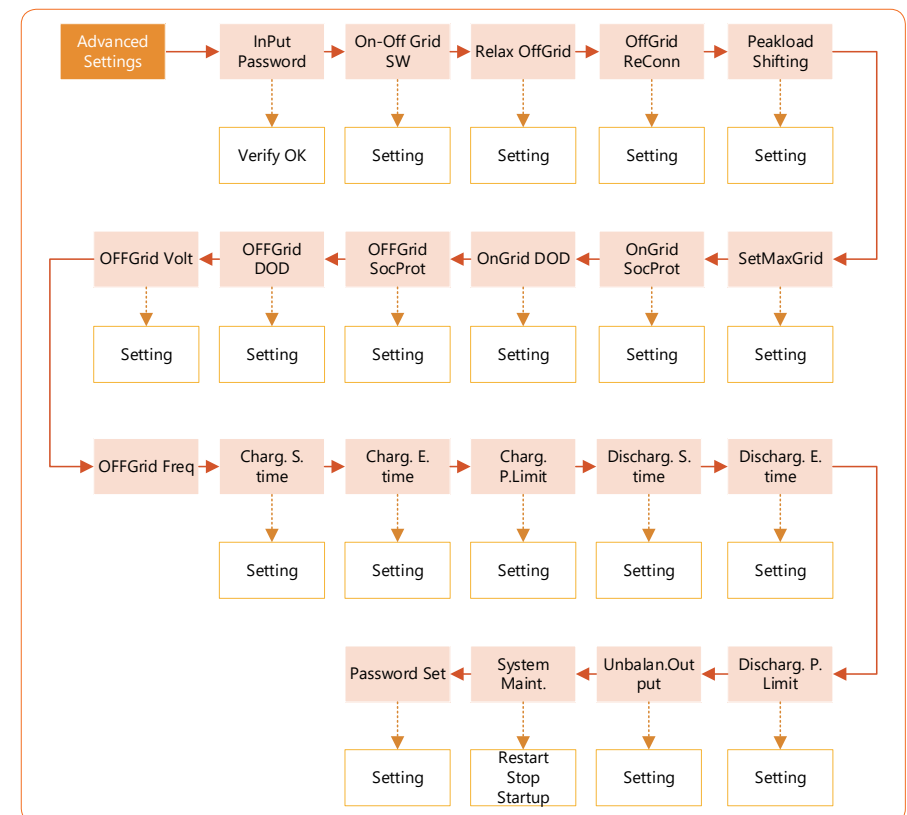 Advanced
Settings
InPut
Password
On-Off Grid
SW
Relax OffGrid
OffGrid
ReConn
Peakload
Shifting
Verify OK
Setting
Setting
Setting
Setting
OFFGrid Volt
OFFGrid
DOD
OFFGrid
SocProt
OnGrid DOD
OnGrid
SocProt
SetMaxGrid
Setting
Setting
Setting
Setting
Setting
Setting
OFFGrid Freq
Charg. S.
time
Charg. E.
time
Charg.
P.Limit
Discharg. S.
time
Discharg. E.
time
Setting
Setting
Setting
Setting
Setting
Password Set
System
Maint.
Unbalan.Out
put
Discharg. P.
Limit
Setting
Restart
Stop
Startup
Setting
Setting